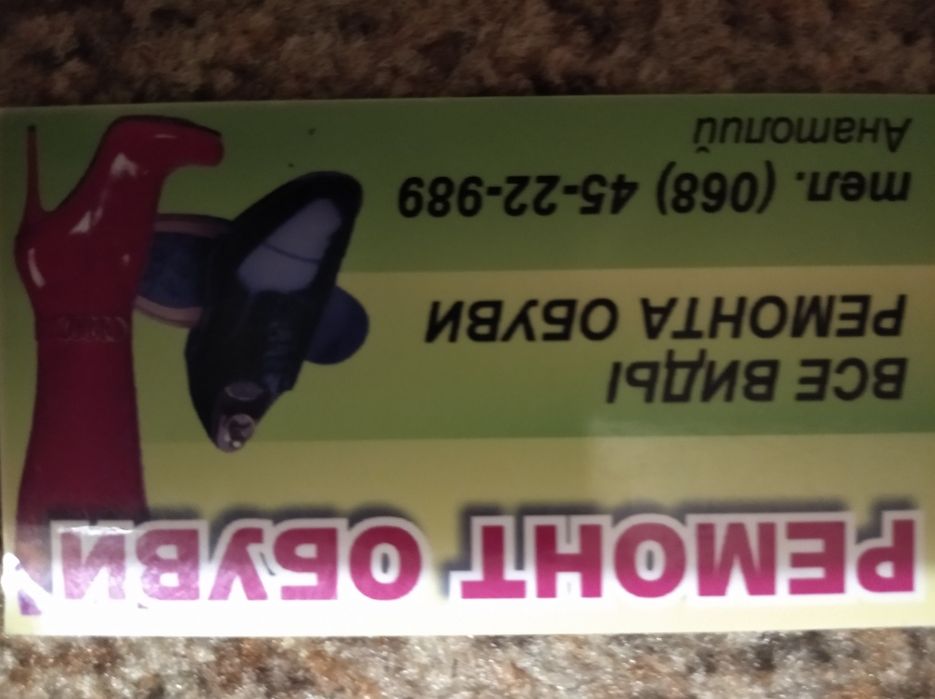 РЕМОНТ ОБУВИ
ВСЕ ВИДЫ
РЕМОНТА ОБУВИ
тел. (068) 45-22-989
Анатолий